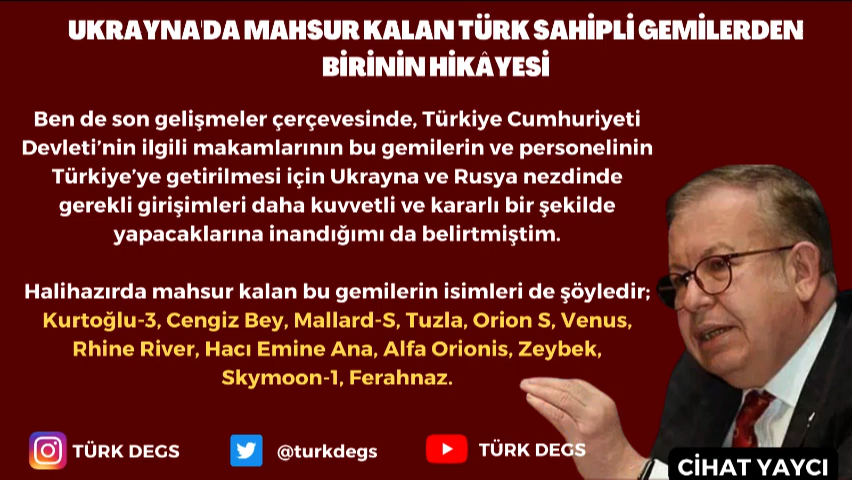 UKRAYNA'DA MAHSUR KALAN TÜRK SAHİPLİ GEMİLERDEN
BİRİNİN HİKÂYESİ
Ben de son gelişmeler çerçevesinde, Türkiye Cumhuriyeti
Devleti’nin ilgili makamlarının bu gemilerin ve personelinin
Türkiye’ye getirilmesi için Ukrayna ve Rusya nezdinde
gerekli girişimleri daha kuvvetli ve kararlı bir şekilde
yapacaklarına inandığımı da belirtmiştim.
Halihazırda mahsur kalan bu gemilerin isimleri de şöyledir;
Kurtoğlu-3, Cengiz Bey, Mallard-S, Tuzla, Orion S, Venus,
Rhine River, Hacı Emine Ana, Alfa Orionis, Zeybek,
Skymoon-1, Ferahnaz.
TÜRK DEGS
@turkdegs
TÜRK DEGS
CİHAT YAYCI